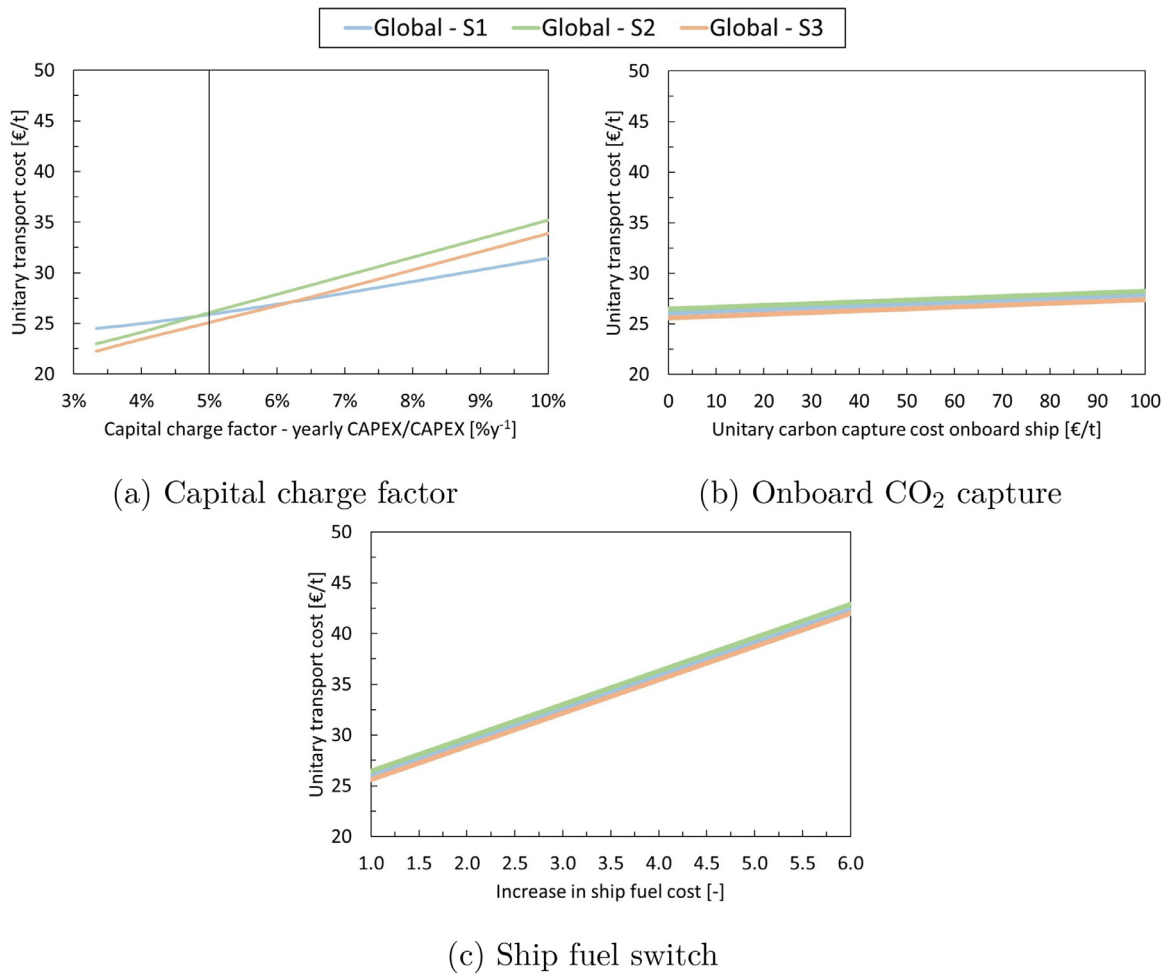 Global - S1 Global - S2 Global - S3
Unitary transport cost [€/t]
50
45
40
35
30
25
20
3% 4% 5% 6% 7% 8% 9% 10%
Capital charge factor - yearly CAPEX/CAPEX [%y-1]
(a) Capital charge factor
Unitary transport cost [€/t]
50
45
40
35
30
25
20
0 10 20 30 40 50 60 70 80 90 100
Unitary carbon capture cost onboard ship [€/t]
(b) Onboard CO2 capture
Unitary transport cost [€/t]
50
45
40
35
30
25
20
1.0 1.5 2.0 2.5 3.0 3.5 4.0 4.5 5.0 5.5 6.0
Increase in ship fuel cost [-]
(c) Ship fuel switch